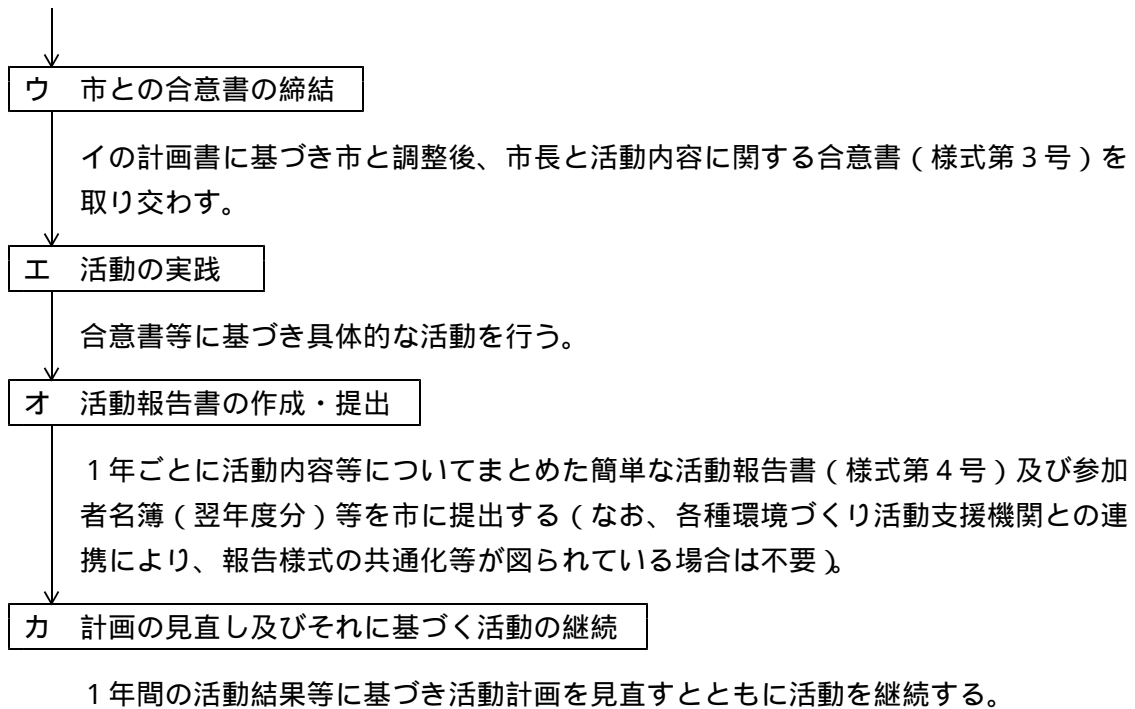 ウ　市との合意書の締結
イの計画書に基づき市と調整後、市長と活動内容に関する合意書（様式第３号）を
取り交わす。
エ　活動の実践
合意書等に基づき具体的な活動を行う。
オ　活動報告書の作成・提出
１年ごとに活動内容等についてまとめた簡単な活動報告書（様式第４号）及び参加
者名簿（翌年度分）等を市に提出する（なお、各種環境づくり活動支援機関との連
携により、報告様式の共通化等が図られている場合は不要）。
カ　計画の見直し及びそれに基づく活動の継続
１年間の活動結果等に基づき活動計画を見直すとともに活動を継続する。